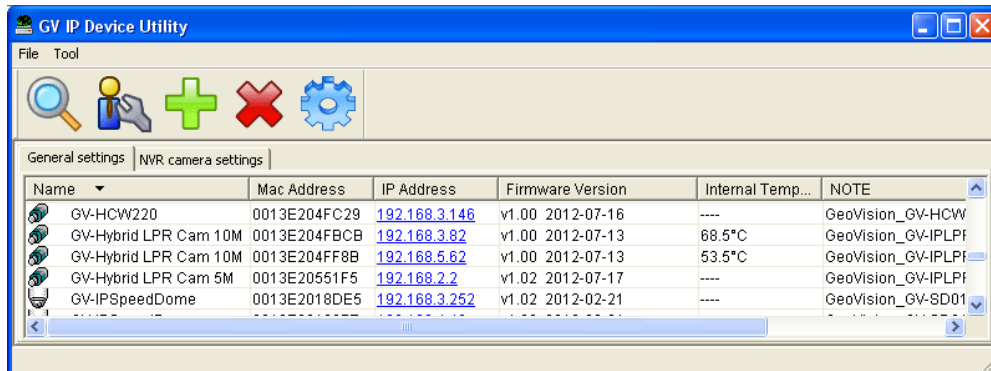 GV IP Device Utility
File Tool
General settings NVR camera settings
Name Mac Address IP Address Firmware Version Internal Temp... NOTE
GV-HCW220 0013E204FC29 192.168.3.146 v1.00 2012-07-16 ---- GeoVision_GV-HCW
GV-Hybrid LPR Cam 10M 0013E204FBCB 192.168.3.82 v1.00 2012-07-13 68.5°C GeoVision_GV-IPLPR
GV-Hybrid LPR Cam 10M 0013E204FF8B 192.168.5.62 v1.00 2012-07-13 53.5°C GeoVision_GV-IPLPR
GV-Hybrid LPR Cam 5M 0013E20551F5 192.168.2.2 v1.02 2012-07-17 ---- GeoVision_GV-IPLPR
GV-IPSpeedDome 0013E2018DE5 192.168.3.252 v1.02 2012-02-21 ---- GeoVision_GV-SD01